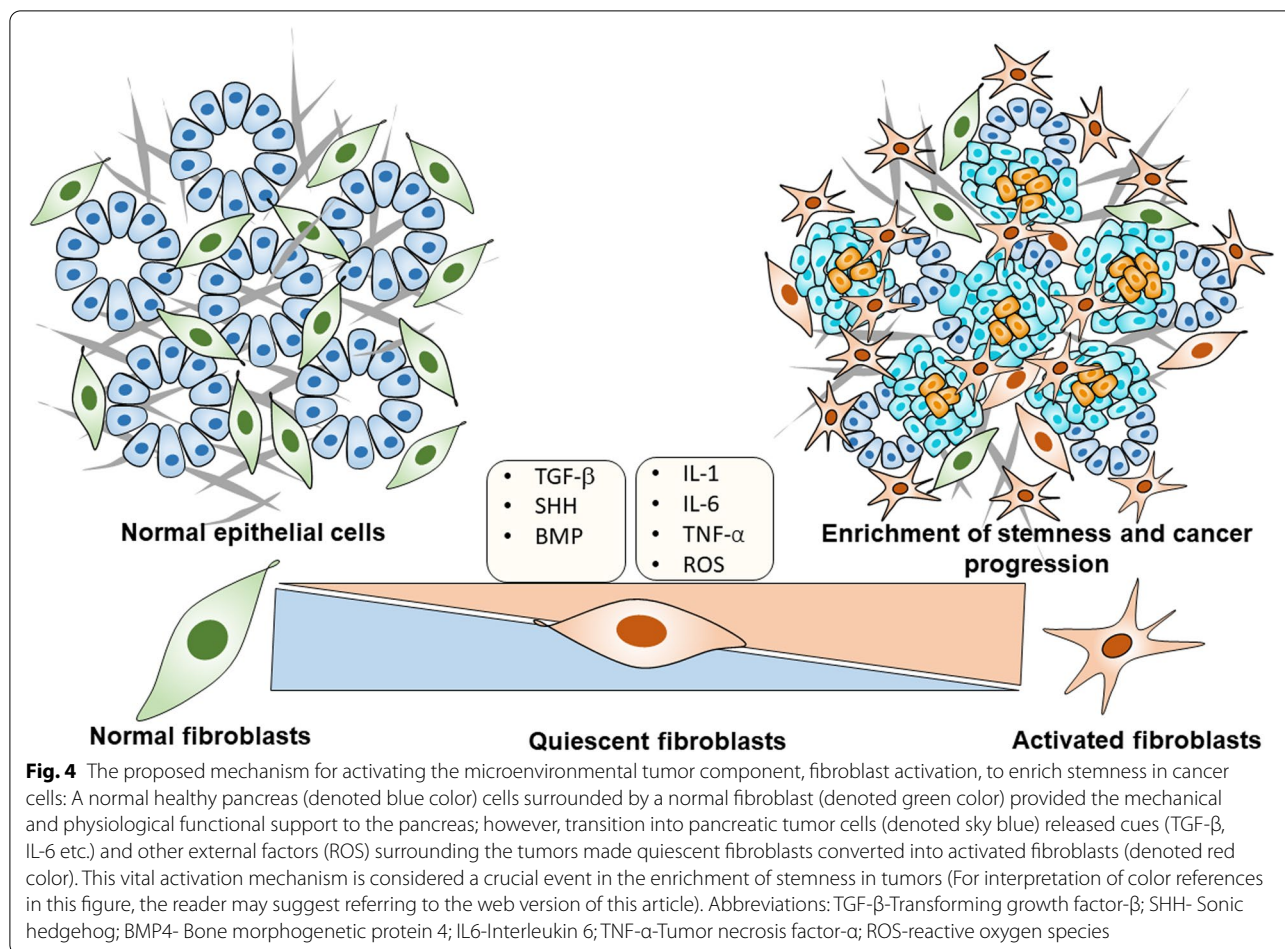 • TGF-β
• SHH
• BMP
• IL-1
• IL-6
• TNF-α
• ROS
Normal epithelial cells
Enrichment of stemness and cancer
progression
Normal fibroblasts
Quiescent fibroblasts
Activated fibroblasts
Fig. 4 The proposed mechanism for activating the microenvironmental tumor component, fibroblast activation, to enrich stemness in cancer
cells: A normal healthy pancreas (denoted blue color) cells surrounded by a normal fibroblast (denoted green color) provided the mechanical
and physiological functional support to the pancreas; however, transition into pancreatic tumor cells (denoted sky blue) released cues (TGF-β,
IL-6 etc.) and other external factors (ROS) surrounding the tumors made quiescent fibroblasts converted into activated fibroblasts (denoted red
color). This vital activation mechanism is considered a crucial event in the enrichment of stemness in tumors (For interpretation of color references
in this figure, the reader may suggest referring to the web version of this article). Abbreviations: TGF-β-Transforming growth factor-β; SHH- Sonic
hedgehog; BMP4- Bone morphogenetic protein 4; IL6-Interleukin 6; TNF-α-Tumor necrosis factor-α; ROS-reactive oxygen species